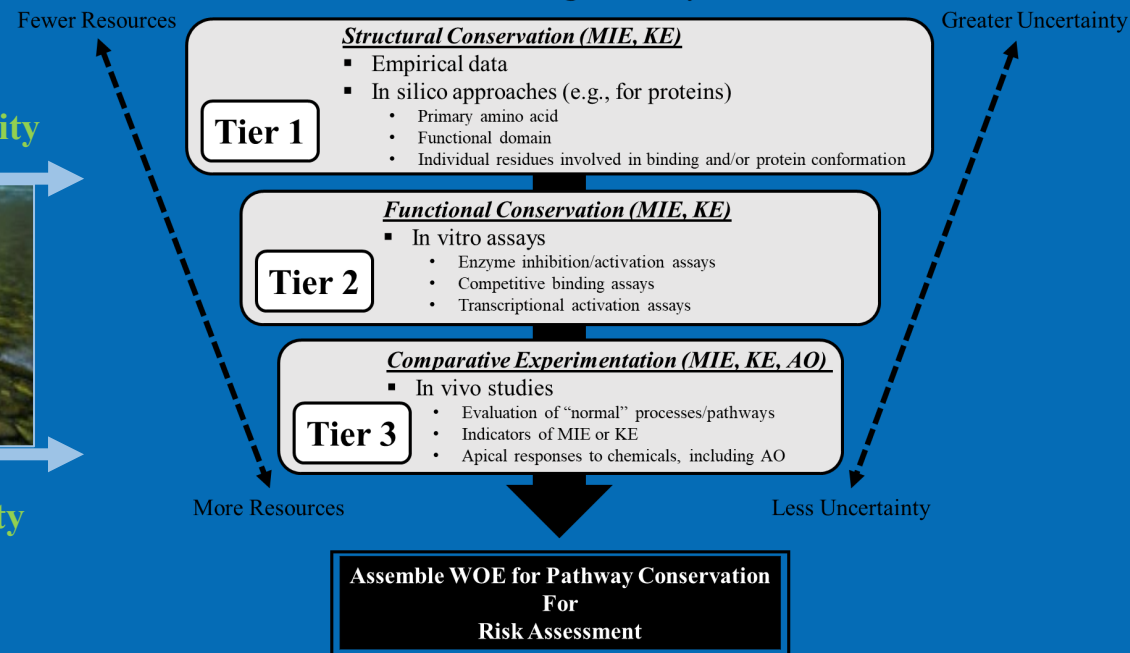 Fewer Resources
Greater Uncertainty
Structural Conservation (MIE, KE)
▪ Empirical data
▪ In silico approaches (e.g., for proteins)
• Primary amino acid
• Functional domain
• Individual residues involved in binding and/or protein conformation
Tier 1
Functional Conservation (MIE, KE)
▪ In vitro assays
• Enzyme inhibition/activation assays
• Competitive binding assays
• Transcriptional activation assays
Tier 2
Comparative Experimentation (MIE, KE, AO)
▪ In vivo studies
• Evaluation of “normal” processes/pathways
• Indicators of MIE or KE
• Apical responses to chemicals, including AO
Tier 3
More Resources
Less Uncertainty
Assemble WOE for Pathway Conservation
For
Risk Assessment